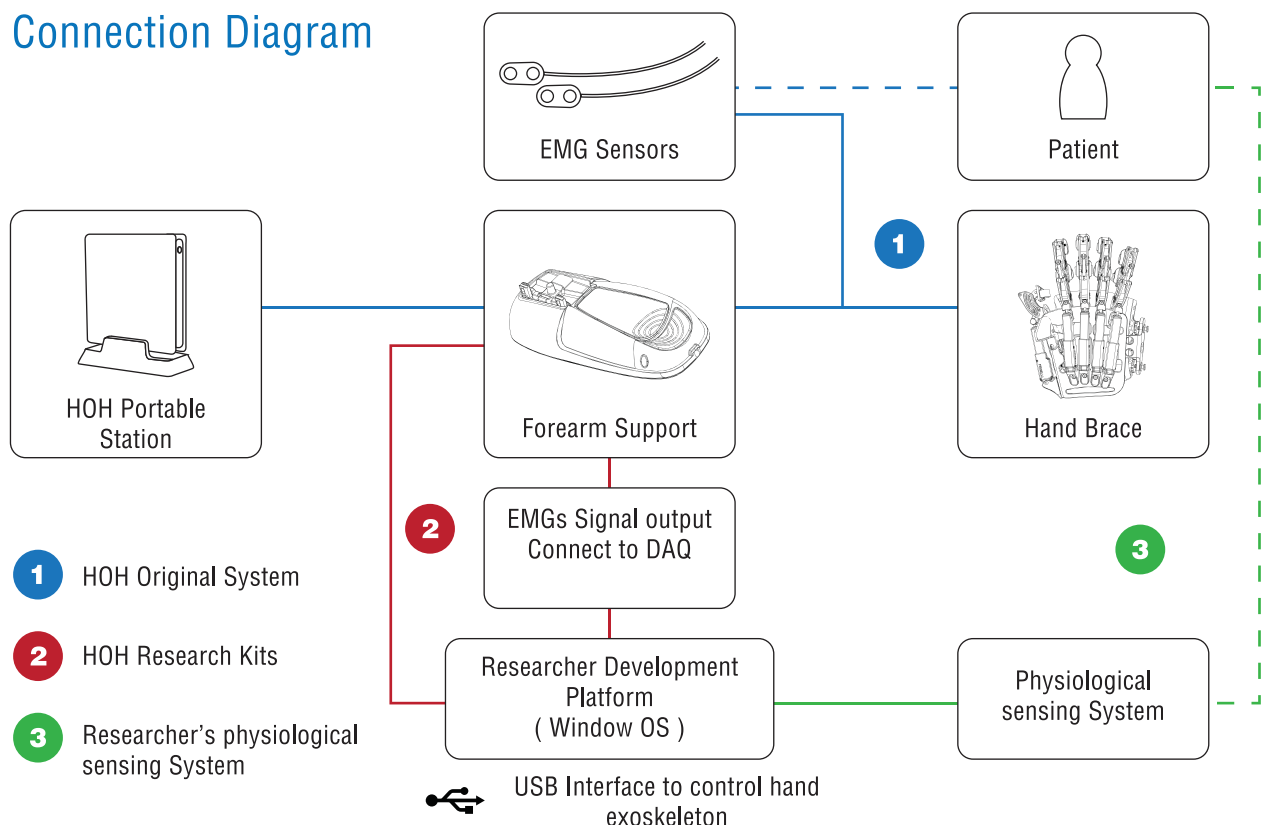 Connection Diagram
EMG Sensors
Patient
1
HOH Portable
Station
Forearm Support
Hand Brace
2
EMGs Signal output
Connect to DAQ
3
1
HOH Original System
2
HOH Research Kits
3
Researcher's physiological
sensing System
Researcher Development
Platform
( Window OS )
Physiological
sensing System
USB Interface to control hand
exoskeleton